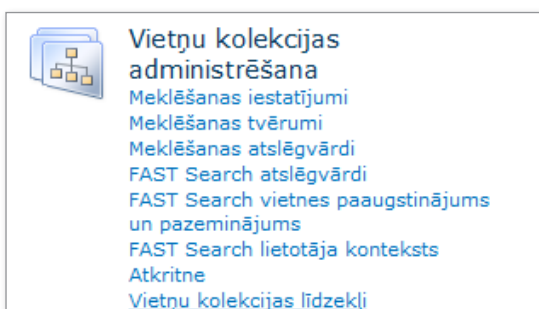 Vietņu kolekcijas
administrēšana
Meklēšanas iestatījumi
Meklēšanas tvērumi
Meklēšanas atslēgvārdi
FAST Search atslēgvārdi
FAST Search vietnes paaugstinājums
un pazeminājums
FAST Search lietotāja konteksts
Atkritne
Vietņu kolekcijas līdzekļi